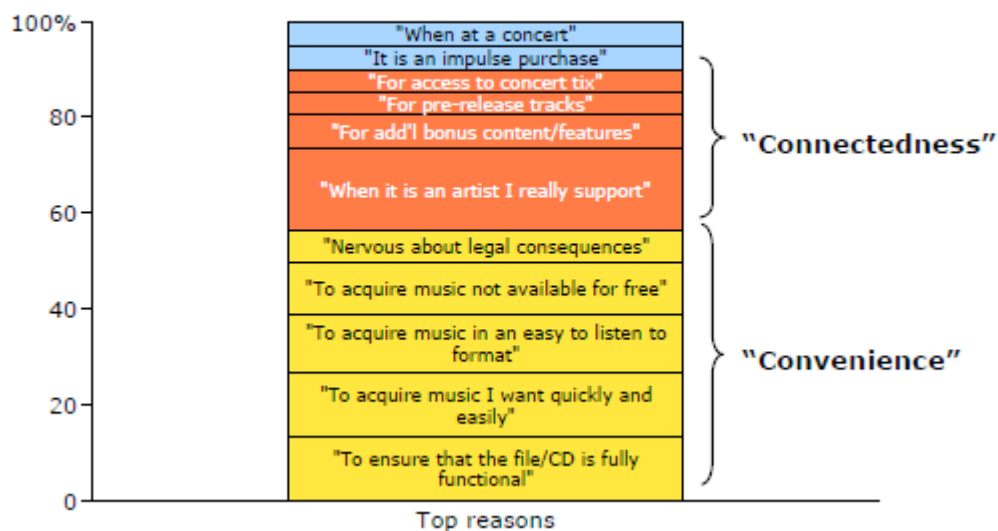 100%
80
60
40
20
0
"When at a concert"
"It is an impulse purchase"
"For access to concert tix"
"For pre-release tracks"
"For add'l bonus content/features"
"When it is an artist I really support"
"Nervous about legal consequences"
"To acquire music not available for free"
"To acquire music in an easy to listen to
format"
"To acquire music I want quickly and
easily"
"To ensure that the file/CD is fully
functional"
Top reasons
“Connectedness”
“Convenience”